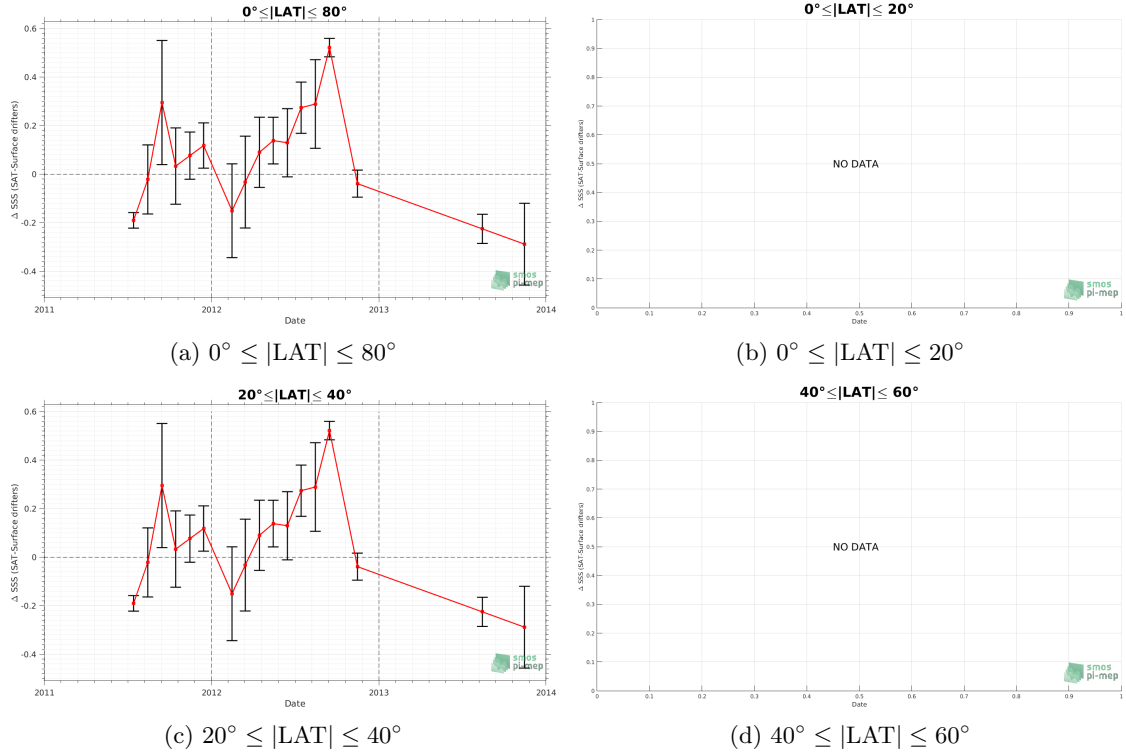 0°≤|LAT|≤ 80°
0.6
0.4
0.2
0
-0.2
-0.4
Δ SSS (SAT-Surface drifters)
2011
2012
2013
2014
Date
smos
pi-mep
(a) 0° ≤ |LAT| ≤ 80°
0°≤|LAT|≤ 20°
1
0.9
0.8
0.7
0.6
0.5
0.4
0.3
0.2
0.1
0
Δ SSS (SAT-Surface drifters)
NO DATA
0 0.1 0.2 0.3 0.4 0.5 0.6 0.7 0.8 0.9 1
Date
smos
pi-mep
(b) 0° ≤ |LAT| ≤ 20°
20°≤|LAT|≤ 40°
0.6
0.4
0.2
0
-0.2
-0.4
Δ SSS (SAT-Surface drifters)
2011
2012
2013
2014
Date
smos
pi-mep
(c) 20° ≤ |LAT| ≤ 40°
40°≤|LAT|≤ 60°
1
0.9
0.8
0.7
0.6
0.5
0.4
0.3
0.2
0.1
0
Δ SSS (SAT-Surface drifters)
NO DATA
0 0.1 0.2 0.3 0.4 0.5 0.6 0.7 0.8 0.9 1
Date
smos
pi-mep
(d) 40° ≤ |LAT| ≤ 60°